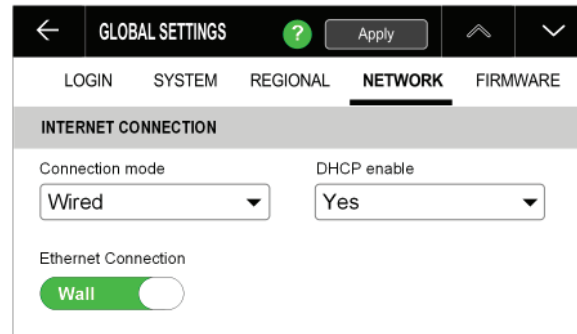 GLOBAL SETTINGS ? Apply
LOGIN SYSTEM REGIONAL NETWORK FIRMWARE
INTERNET CONNECTION
Connection mode DHCP enable
Wired Yes
Ethernet Connection
Wall